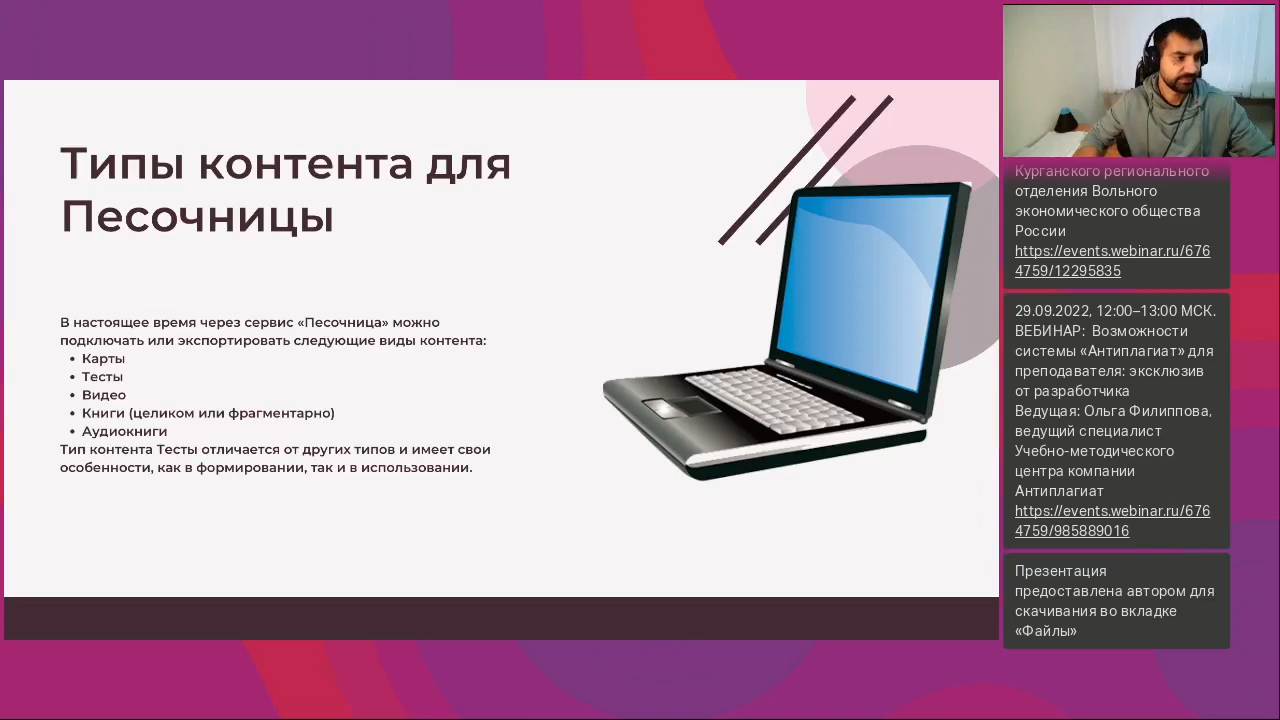 Типы контента для
Песочницы
В настоящее время через сервис «Песочница» можно
подключать или экспортировать следующие виды контента:
• Карты
• Тесты
• Видео
• Книги (целиком или фрагментарно)
• Аудиокниги
Тип контента Тесты отличается от других типов и имеет свои
особенности, как в формировании, так и в использовании.
Курганского регионального
отделения Вольного
экономического общества
России
https://events.webinar.ru/676
4759/12295835
29.09.2022, 12:00–13:00 МСК.
ВЕБИНАР: Возможности
системы «Антиплагиат» для
преподавателя: эксклюзив
от разработчика
Ведущая: Ольга Филиппова,
ведущий специалист
Учебно-методического
центра компании
Антиплагиат
https://events.webinar.ru/676
4759/985889016
Презентация
предоставлена автором для
скачивания во вкладке
«Файлы»